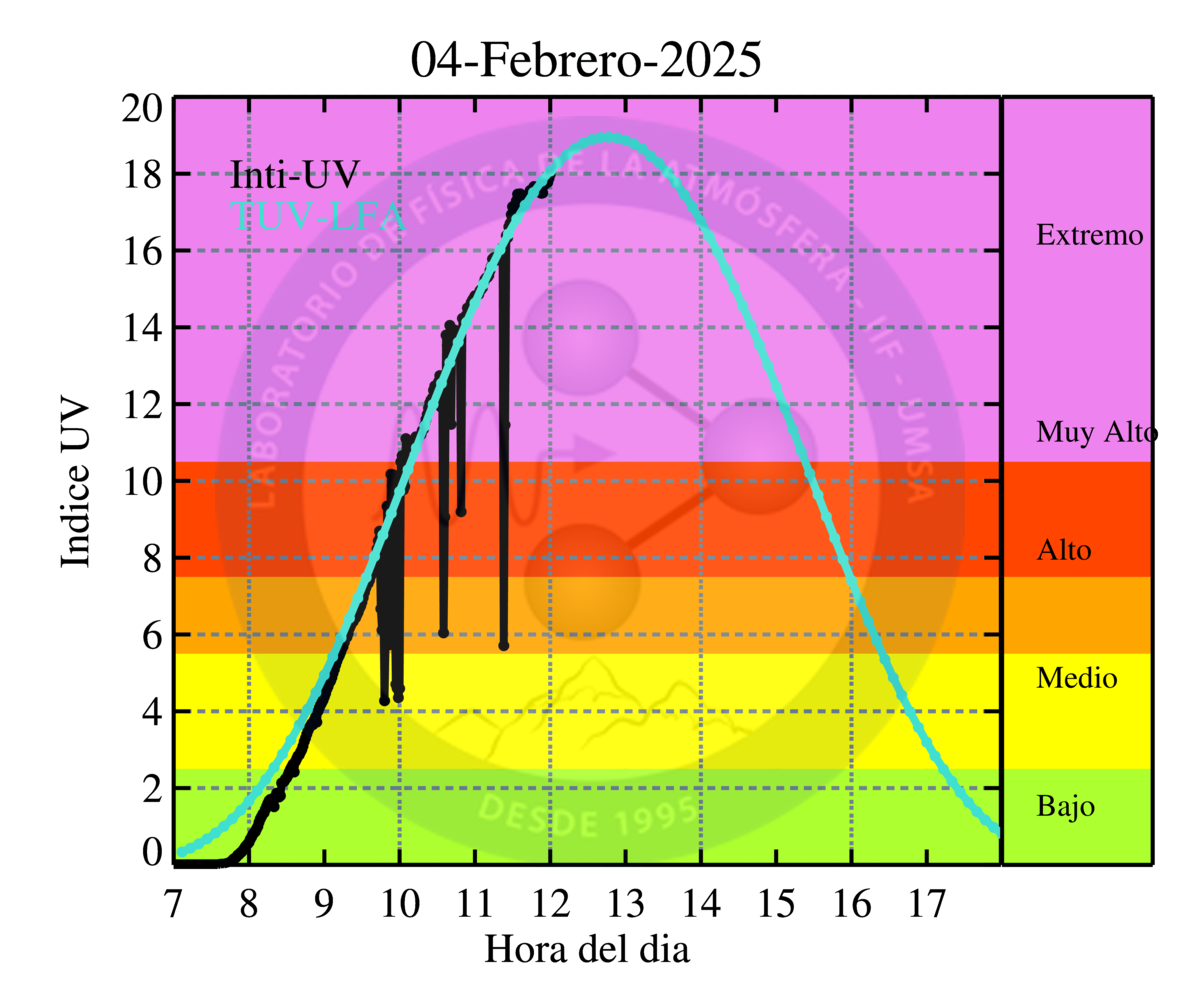 04-Febrero-2025
Indice UV
20
18
16
14
12
10
8
6
4
2
0
Inti-UV
TUV-LFA
LABORATORIO DE FÍSICA DE LA ATMÓSFERA - IIF - UMSA
DESDE 1995
Extremo
Muy Alto
Alto
Medio
Bajo
7 8 9 10 11 12 13 14 15 16 17
Hora del dia